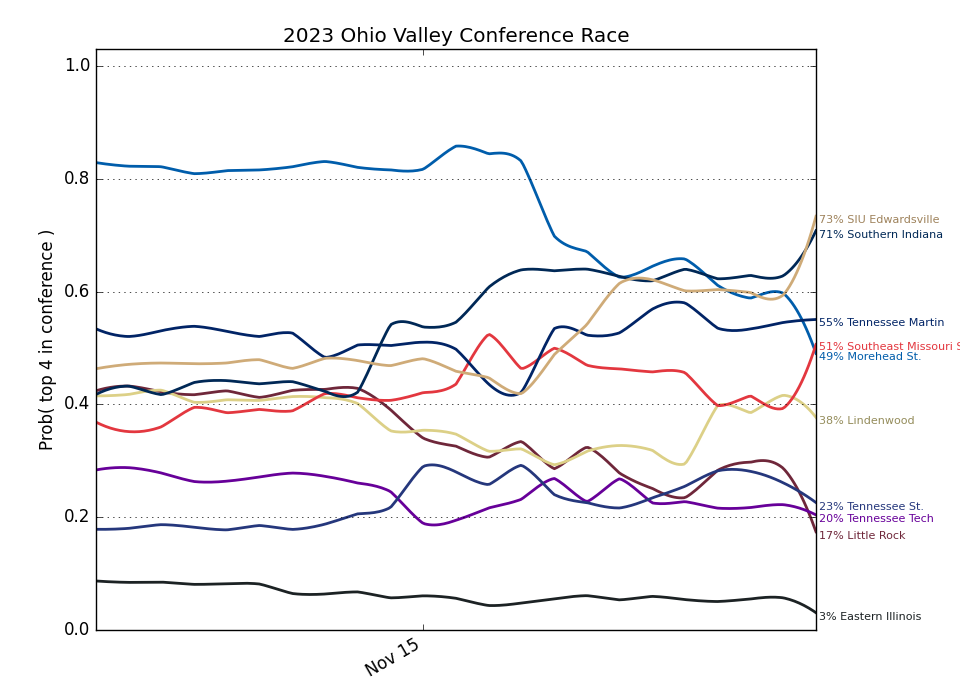 2023 Ohio Valley Conference Race
Prob( top 4 in conference )
1.0
0.8
0.6
0.4
0.2
0.0
Nov 15
73% SIU Edwardsville
71% Southern Indiana
55% Tennessee Martin
51% Southeast Missouri S
49% Morehead St.
38% Lindenwood
23% Tennessee St.
20% Tennessee Tech
17% Little Rock
3% Eastern Illinois